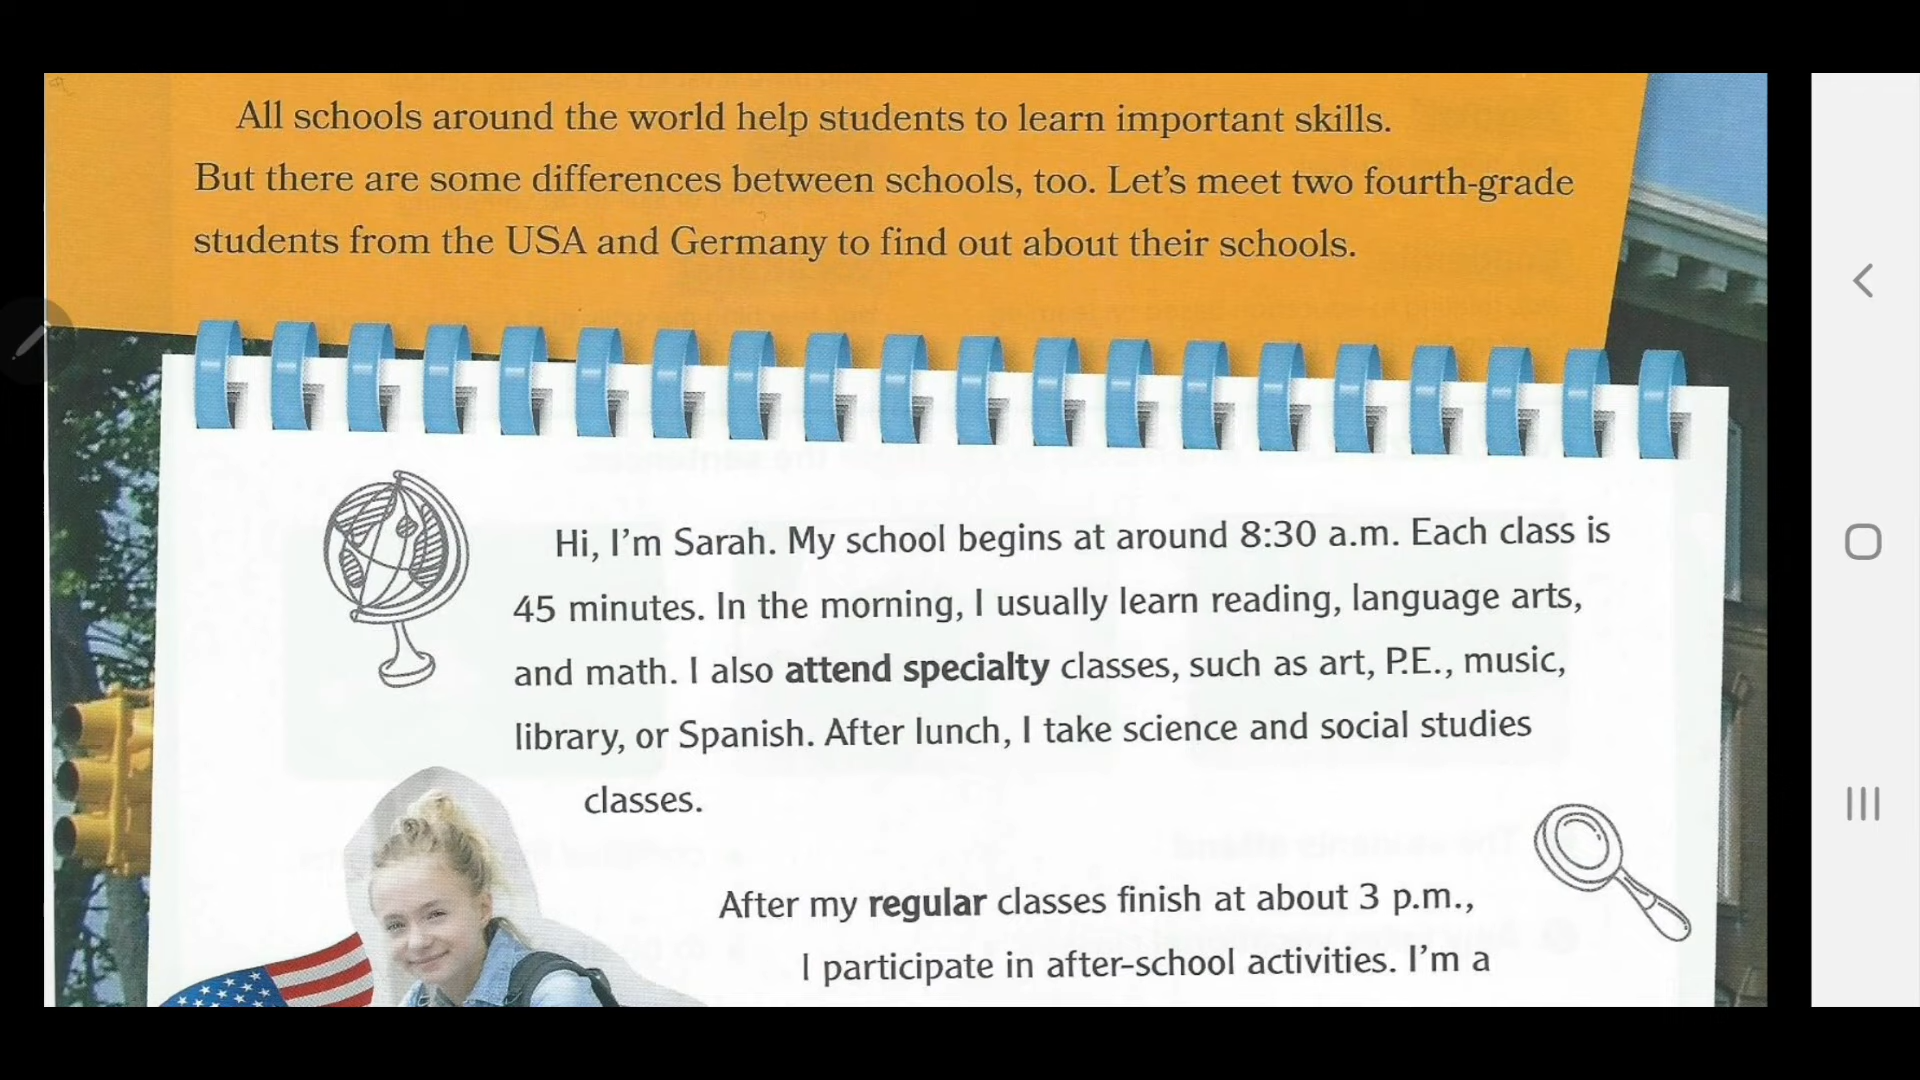 All schools around the world help students to learn important skills.
But there are some differences between schools, too. Let's meet two fourth-grade
students from the USA and Germany to find out about their schools.
Hi, I'm Sarah. My school begins at around 8:30 a.m. Each class is
45 minutes. In the morning, I usually learn reading, language arts,
and math. I also attend specialty classes, such as art, P.E., music,
library, or Spanish. After lunch, I take science and social studies
classes.
After my regular classes finish at about 3 p.m.,
I participate in after-school activities. I'm a